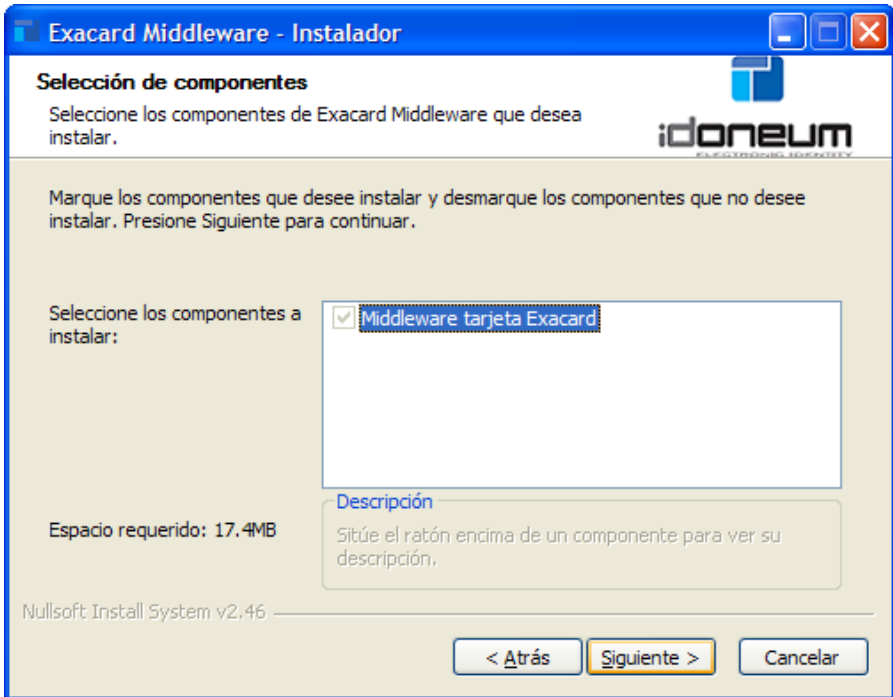 Exacard Middleware - Instalador
Selección de componentes
Seleccione los componentes de Exacard Middleware que desea
instalar.
idoneum
ELECTRONIC IDENTITY
Marque los componentes que desee instalar y desmarque los componentes que no desee
instalar. Presione Siguiente para continuar.
Seleccione los componentes a
instalar:
Middleware tarjeta Exacard
Espacio requerido: 17.4MB
Descripción
Sitúe el ratón encima de un componente para ver su
descripción.
Nullsoft Install System v2.46
< Atrás
Siguiente >
Cancelar